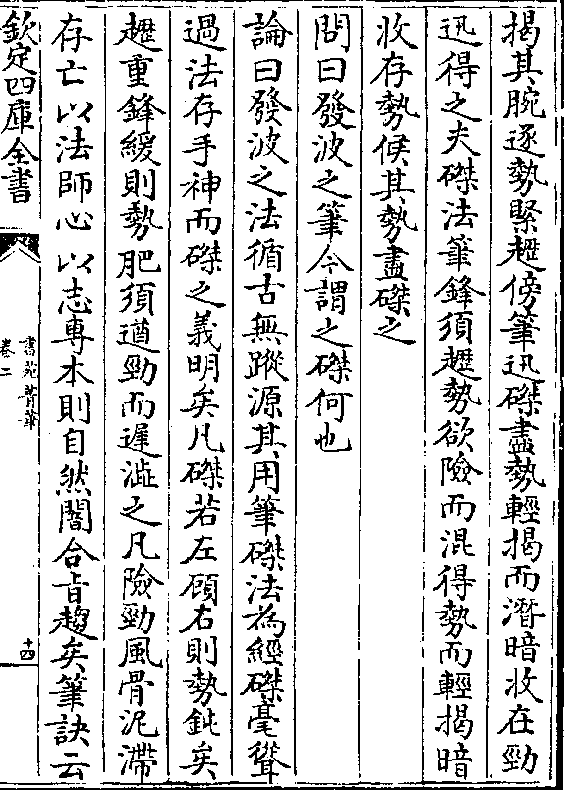 揭其腕逐勢緊趯傍筆迅磔盡勢輕揭而潛暗收在勁
迅得之夫磔法筆鋒須趯勢欲險而混得勢而輕揭暗
收存勢候其勢盡磔之
問曰發波之筆今謂之磔何也
論曰發波之法循古無蹤源其用筆磔法為經磔毫聳
過法存手神而磔之義明矣凡磔若左顧右則勢鈍矣
趯重鋒緩則勢肥須遒勁而遲澁之凡險勁風骨泥滯
存亡以法師心以志專本則自然闇合旨趨矣筆訣云
欽定四庫全書
書苑菁華
卷二
十四